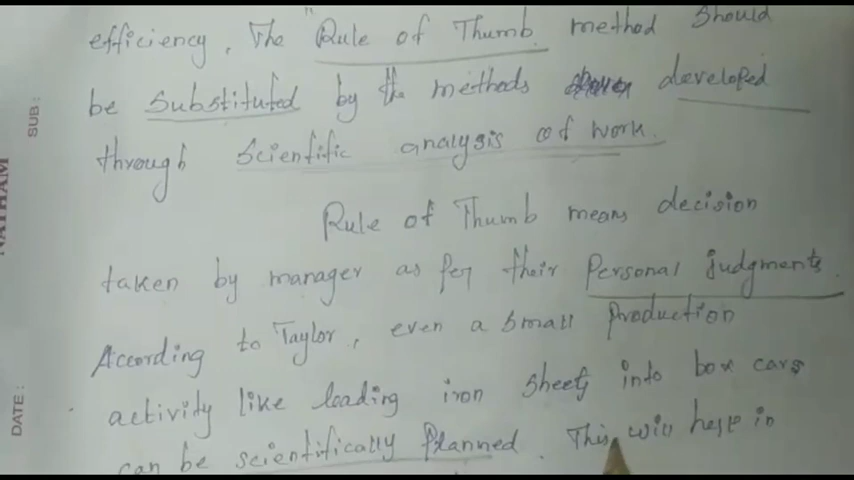 efficiency. The "Rule of Thumb method should
be substituted by the methods developed
through scientific analysis of work.
Rule of Thumb means decision
taken by manager as per their personal judgments
According to Taylor, even a small production
activity like loading iron sheets into box cars
can be scientifically planned. This will help in
SUB:
DATE: